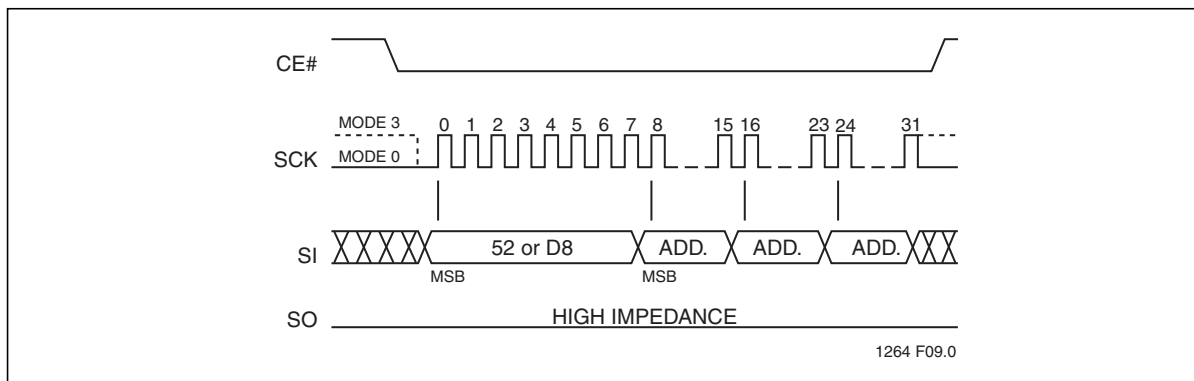 CE#
MODE 3
0 1 2 3 4 5 6 7 8 15 16 23 24 31
SCK
MODE 0
SI
52 or D8 ADD. ADD. ADD.
MSB MSB
SO
HIGH IMPEDANCE
1264 F09.0